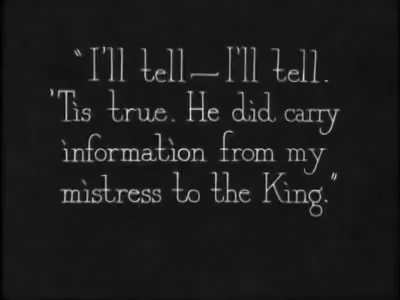 "I'll tell—I'll tell.
'Tis true. He did carry
information from my
mistress to the King."